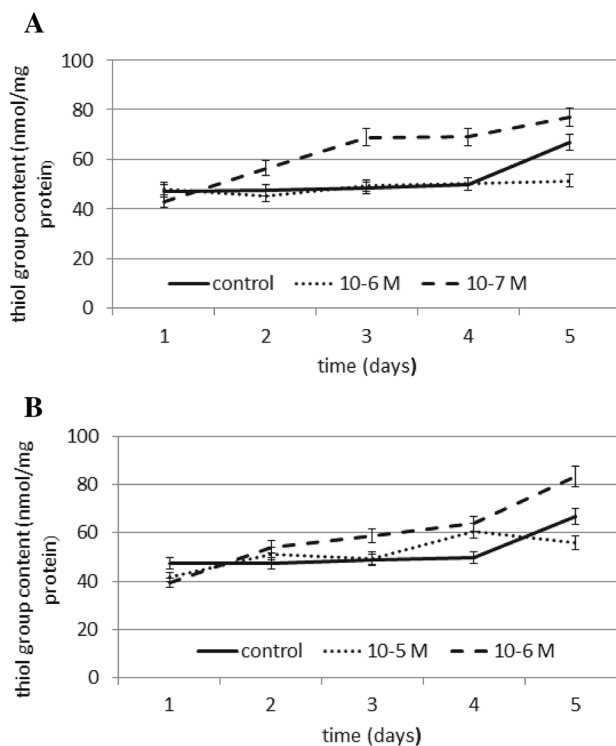 A
thiol group content (nmol/mg
protein)
100
80
60
40
20
0
control 10-6 M 10-7 M
1 2 3 4 5
time (days)
B
thiol group content (nmol/mg
protein)
100
80
60
40
20
0
control 10-5 M 10-6 M
1 2 3 4 5
time (days)